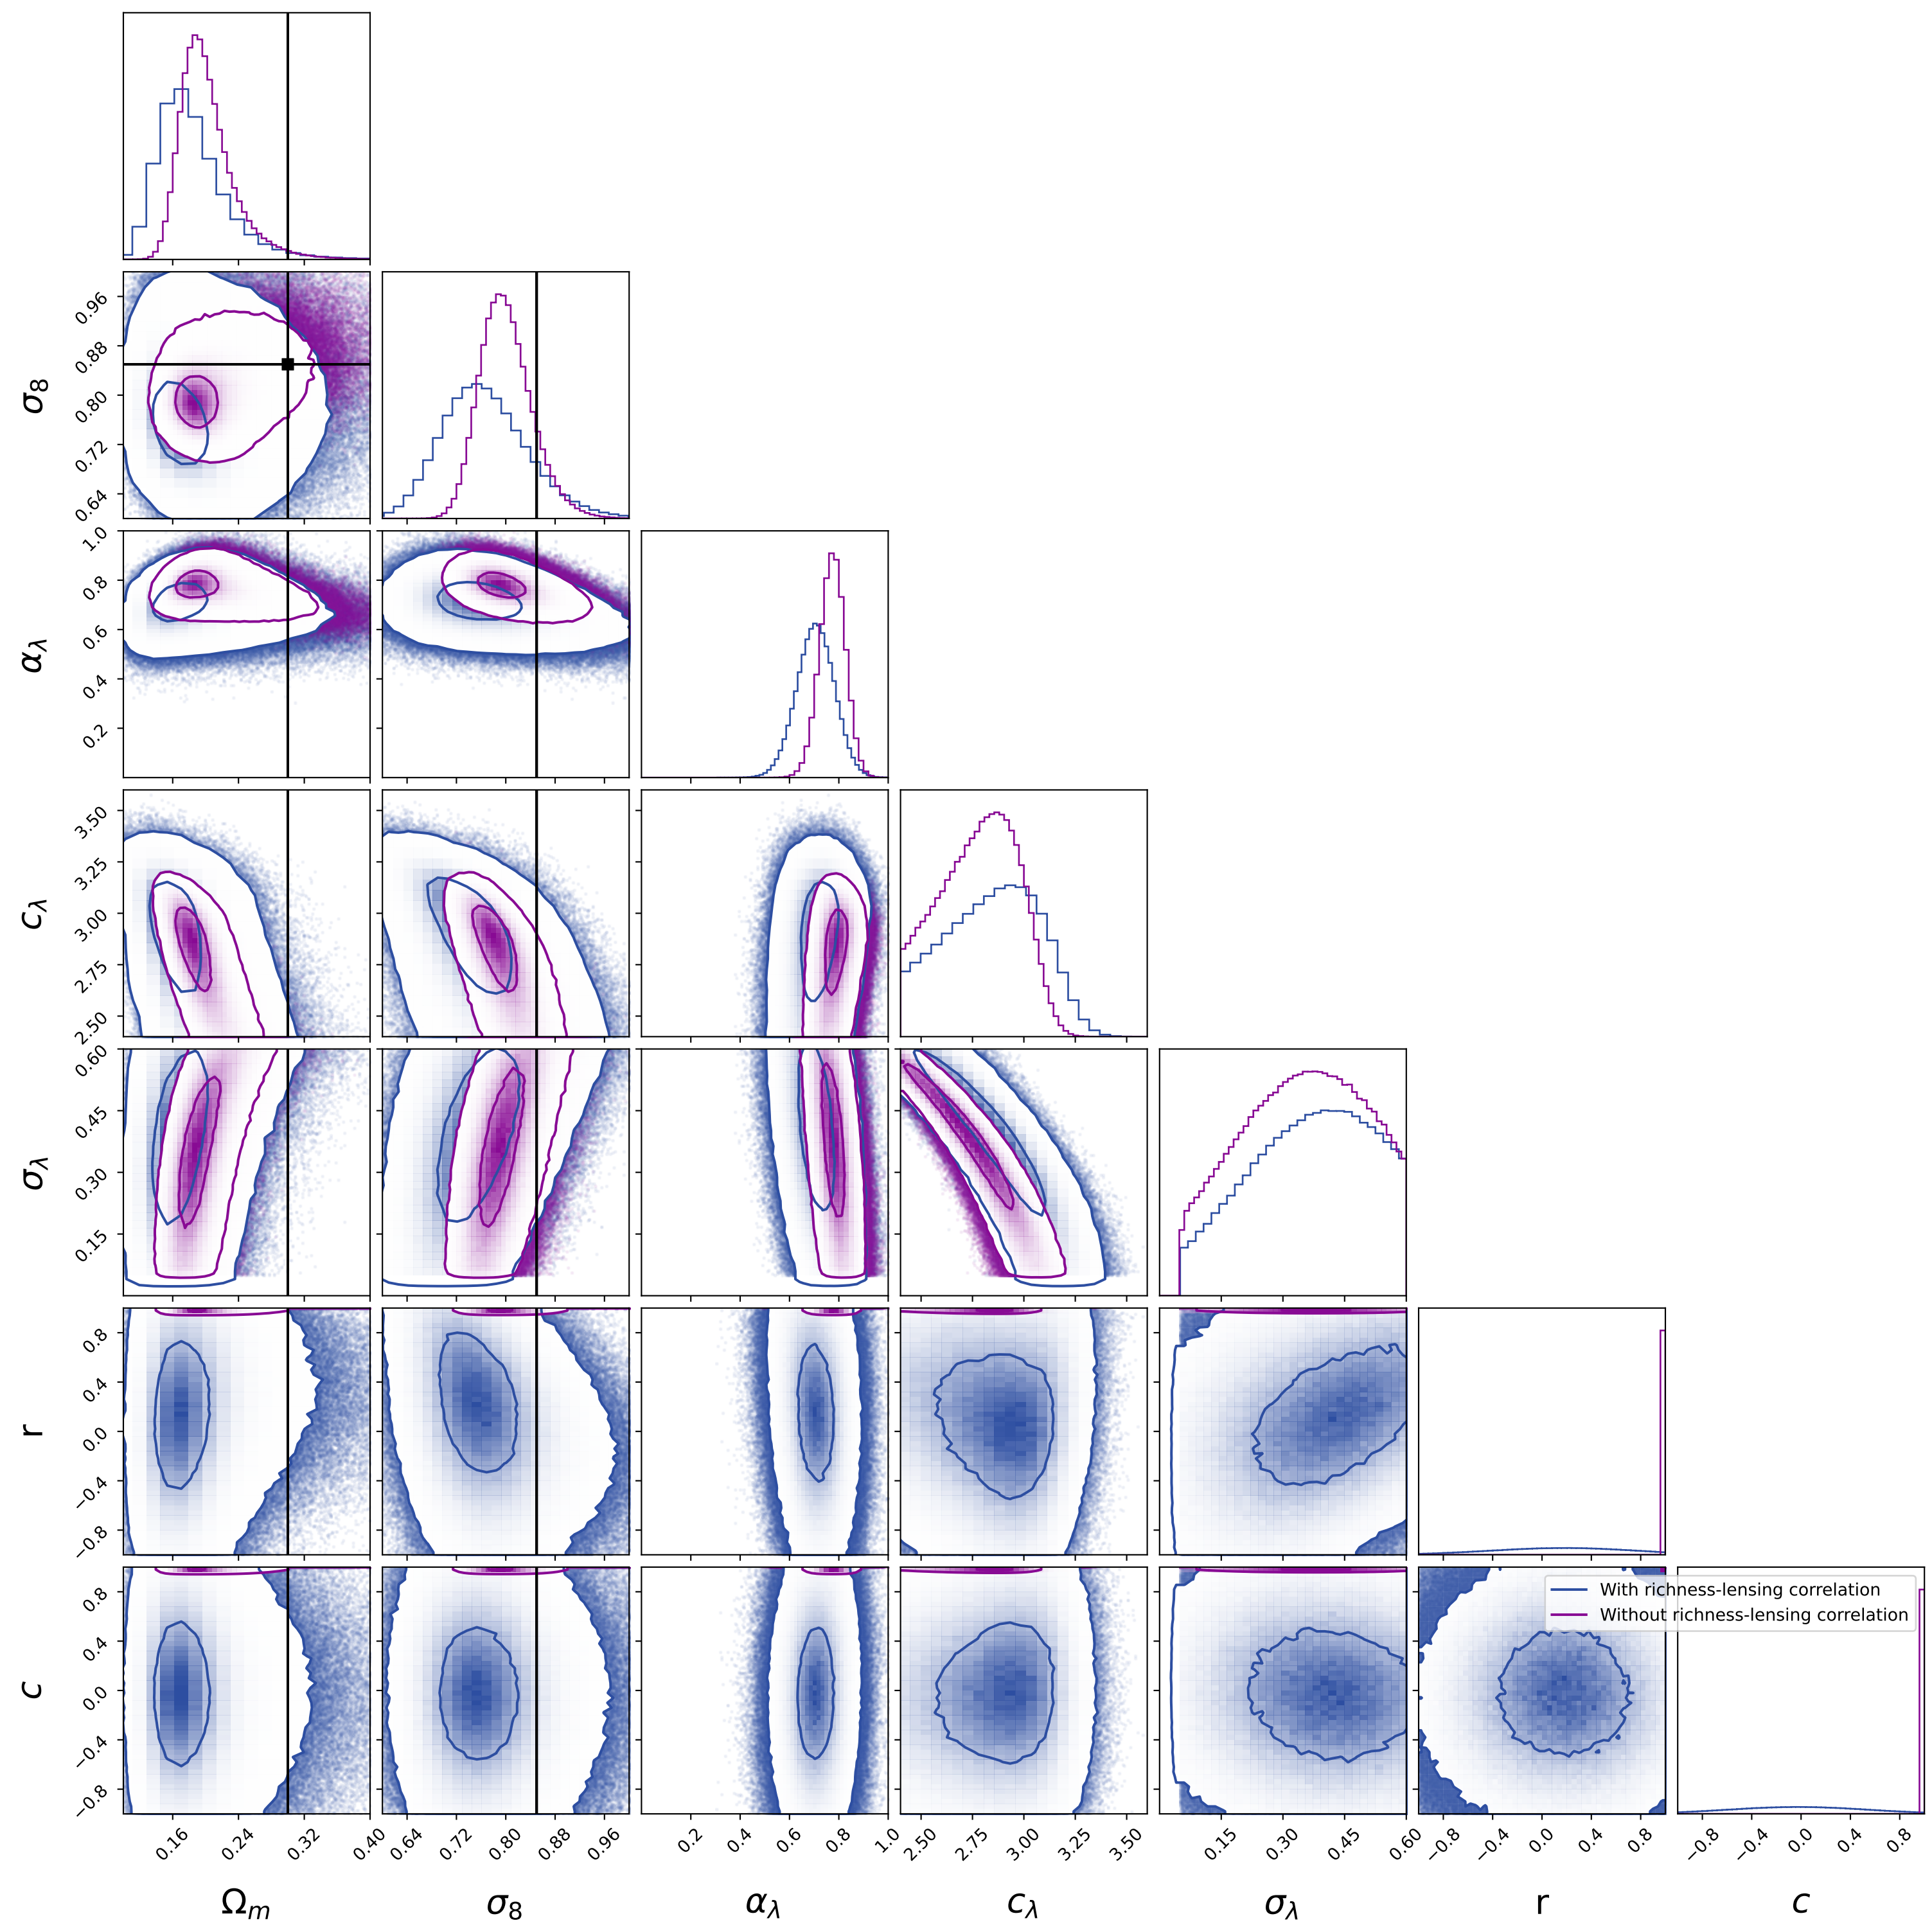 σ8
0.96
0.88
0.80
0.72
0.64
αλ
1.0
0.8
0.6
0.4
0.2
cλ
3.50
3.25
3.00
2.75
2.50
σλ
0.60
0.45
0.30
0.15
r
0.8
0.4
0.0
−0.4
−0.8
With richness-lensing correlation
Without richness-lensing correlation
c
0.8
0.4
0.0
−0.4
−0.8
0.16 0.24 0.32 0.40 0.64 0.72 0.80 0.88 0.96 0.2 0.4 0.6 0.8 1.0 2.50 2.75 3.00 3.25 3.50 0.15 0.30 0.45 0.60 −0.8 −0.4 0.0 0.4 0.8 −0.8 −0.4 0.0 0.4 0.8
Ωm σ8 αλ cλ σλ r c